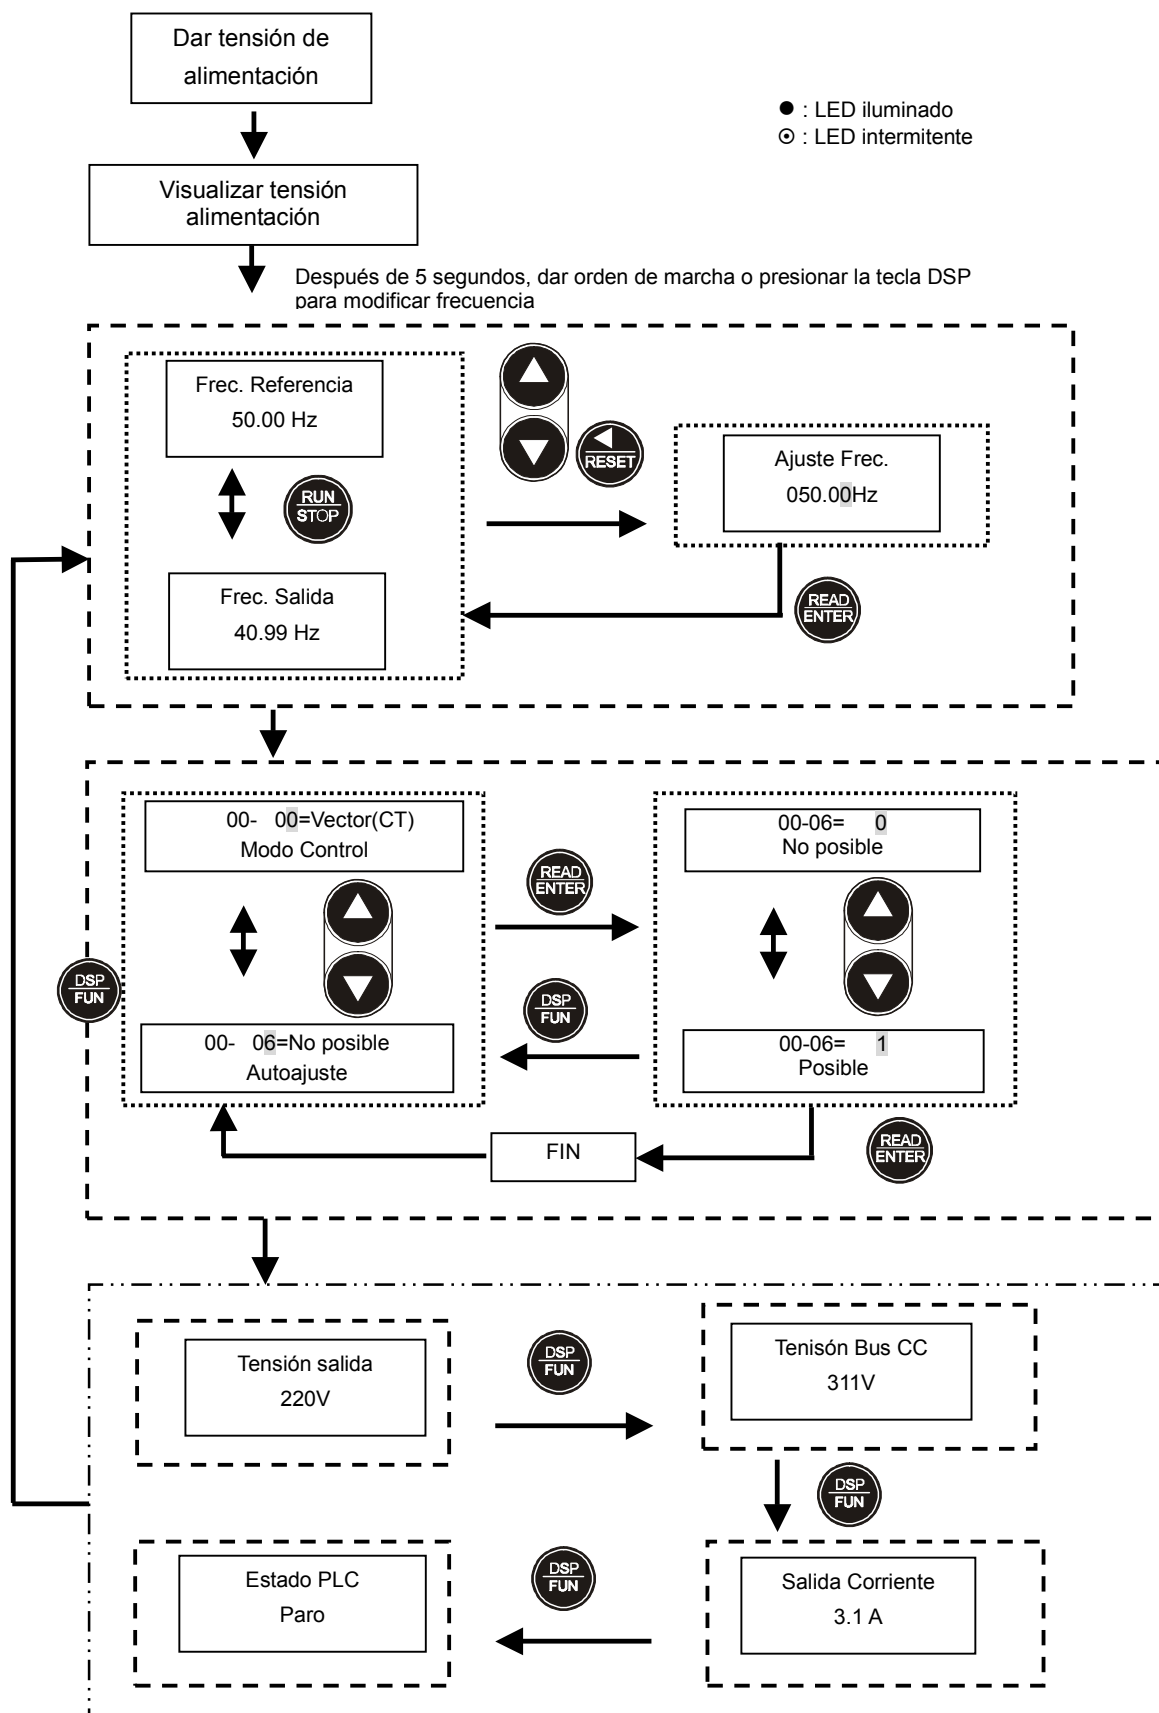 Dar tensión de
alimentación
● : LED iluminado
⊙ : LED intermitente
Visualizar tensión
alimentación
Después de 5 segundos, dar orden de marcha o presionar la tecla DSP
para modificar frecuencia
Frec. Referencia
50.00 Hz
RESET
Ajuste Frec.
050.00Hz
RUN
STOP
Frec. Salida
40.99 Hz
READ
ENTER
00- 00=Vector(CT)
Modo Control
00-06= 0
No posible
READ
ENTER
DSP
FUN
DSP
FUN
00- 06=No posible
Autoajuste
00-06= 1
Posible
FIN
READ
ENTER
Tensión salida
220V
DSP
FUN
Tenisón Bus CC
311V
DSP
FUN
Estado PLC
Paro
DSP
FUN
Salida Corriente
3.1 A